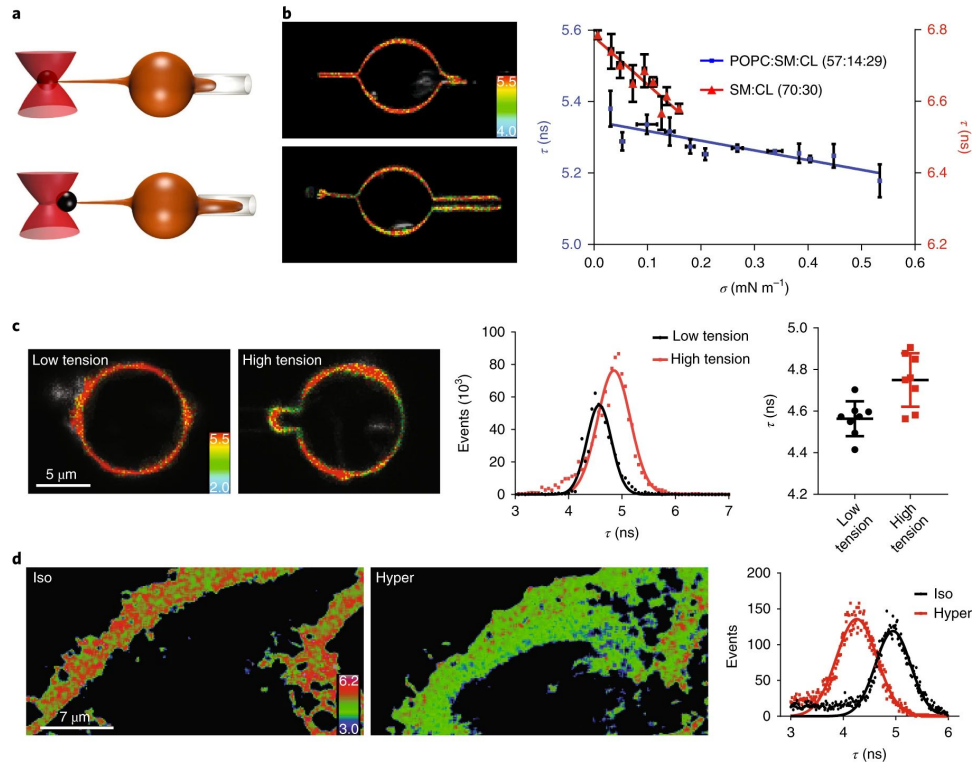 a
b
5.5
4.0
5.6
5.4
5.2
5.0
τ (ns)
6.8
6.6
6.4
6.2
τ (ns)
POPC:SM:CL (57:14:29)
SM:CL (70:30)
0.0 0.1 0.2 0.3 0.4 0.5 0.6
σ (mN m⁻¹)
c
Low tension
5 μm
5.5
2.0
High tension
100
80
60
40
20
0
Events (10³)
Low tension
High tension
3 4 5 6 7
τ (ns)
5.0
4.8
4.6
4.4
4.2
τ (ns)
Low
tension
High
tension
d
Iso
7 μm
6.2
3.0
Hyper
200
150
100
50
0
Events
Iso
Hyper
3 4 5 6
τ (ns)